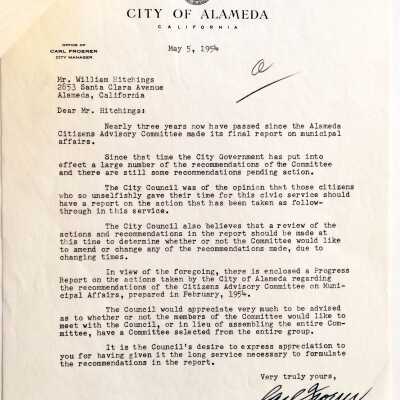 CITY OF ALAMEDA
CALIFORNIA
OFFICE OF
CARL FROERER
CITY MANAGER
May 5, 1954
Mr. William Hitchings
2853 Santa Clara Avenue
Alameda, California
Dear Mr. Hitchings:
Nearly three years now have passed since the Alameda
Citizens Advisory Committee made its final report on municipal
affairs.
Since that time the City Government has put into
effect a large number of the recommendations of the Committee
and there are still some recommendations pending action.
The City Council was of the opinion that those citizens
who so unselfishly gave their time for this civic service should
have a report on the action that has been taken as follow-
through in this service.
The City Council also believes that a review of the
actions and recommendations in the report should be made at
this time to determine whether or not the Committee would like
to amend or change any of the recommendations made, due to
changing times.
In view of the foregoing, there is enclosed a Progress
Report on the actions taken by the City of Alameda regarding
the recommendations of the Citizens Advisory Committee on Muni-
cipal Affairs, prepared in February, 1954.
The Council would appreciate very much to be advised
as to whether or not the members of the Committee would like to
meet with the Council, or in lieu of assembling the entire Com-
mittee, have a Committee selected from the entire group.
It is the Council's desire to express appreciation to
you for having given it the long service necessary to formulate
the recommendations in the report.
Very truly yours,
Carl Froerer